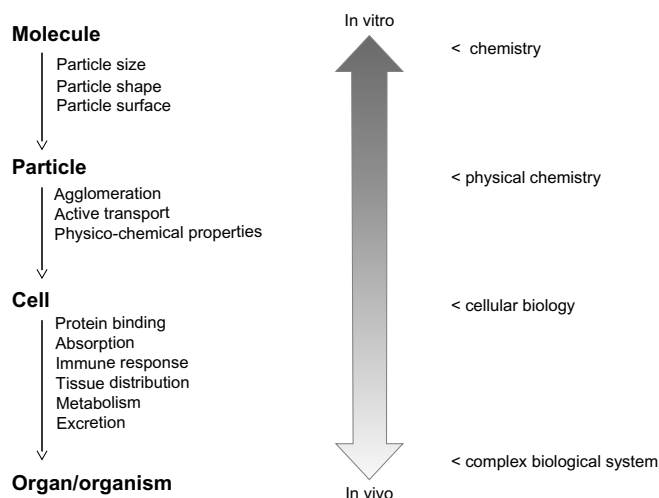 Molecule
Particle size
Particle shape
Particle surface
Particle
Agglomeration
Active transport
Physico-chemical properties
Cell
Protein binding
Absorption
Immune response
Tissue distribution
Metabolism
Excretion
Organ/organism
In vitro
In vivo
< chemistry
< physical chemistry
< cellular biology
< complex biological system